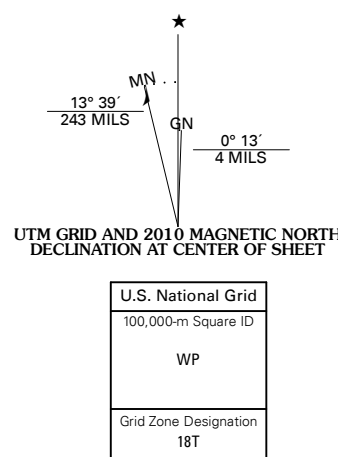 ★
MN
13° 39´
243 MILS
GN
0° 13´
4 MILS
UTM GRID AND 2010 MAGNETIC NORTH
DECLINATION AT CENTER OF SHEET
U.S. National Grid
100,000-m Square ID
WP
Grid Zone Designation
18T